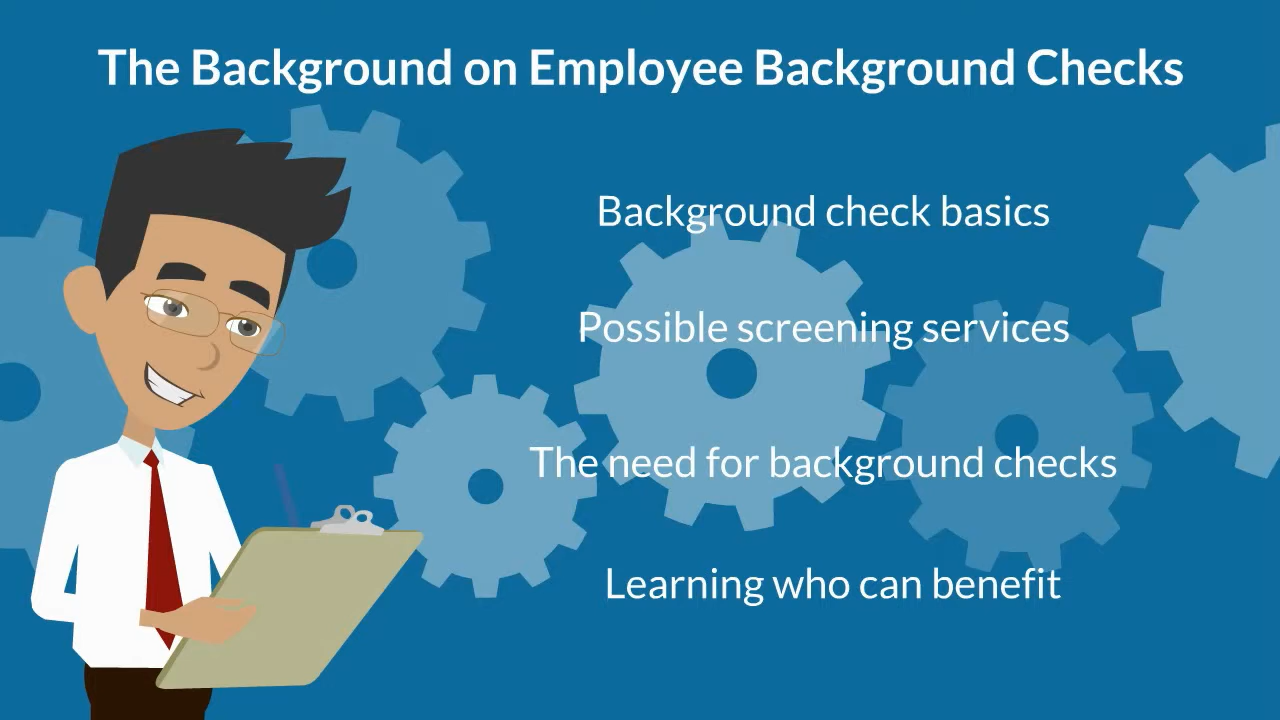 The Background on Employee Background Checks
Background check basics
Possible screening services
The need for background checks
Learning who can benefit